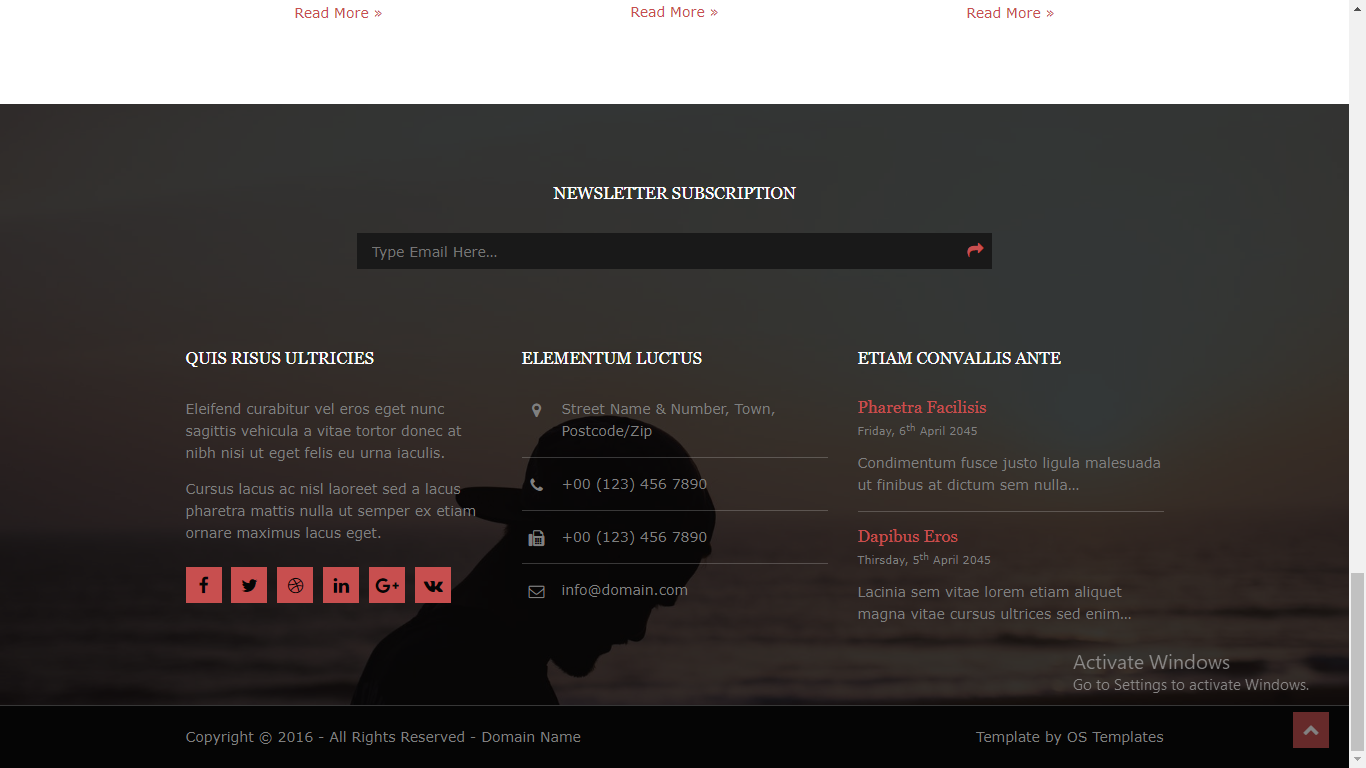 Read More »
Read More »
Read More »
NEWSLETTER SUBSCRIPTION
Type Email Here...
QUIS RISUS ULTRICIES
Eleifend curabitur vel eros eget nunc
sagittis vehicula a vitae tortor donec at
nibh nisi ut eget felis eu urna iaculis.
Cursus lacus ac nisl laoreet sed a lacus
pharetra mattis nulla ut semper ex etiam
ornare maximus lacus eget.
ELEMENTUM LUCTUS
Street Name & Number, Town,
Postcode/Zip
+00 (123) 456 7890
+00 (123) 456 7890
info@domain.com
ETIAM CONVALLIS ANTE
Pharetra Facilisis
Friday, 6th April 2045
Condimentum fusce justo ligula malesuada
ut finibus at dictum sem nulla...
Dapibus Eros
Thirsday, 5th April 2045
Lacinia sem vitae lorem etiam aliquet
magna vitae cursus ultrices sed enim...
Activate Windows
Go to Settings to activate Windows.
Copyright © 2016 - All Rights Reserved - Domain Name
Template by OS Templates